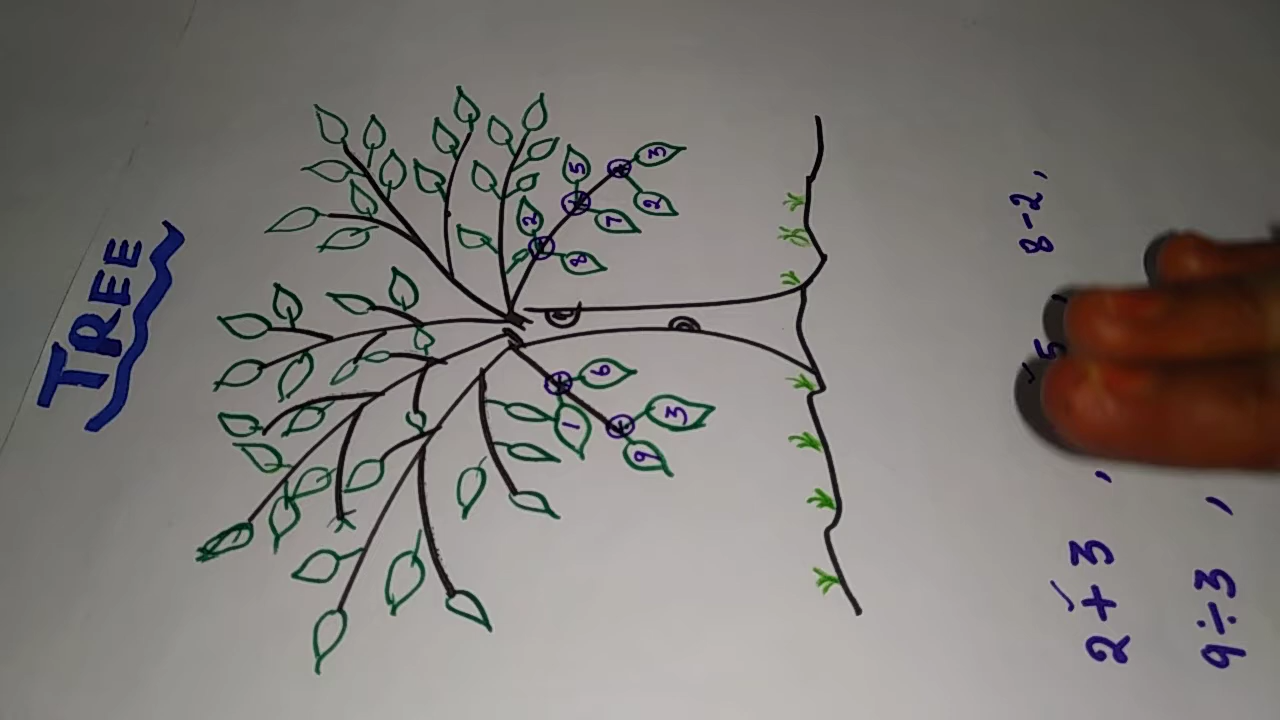 TREE
1 6 2 8
5 7
9 3 2 3
2+3 , 5, 8-2,
9÷3 ,